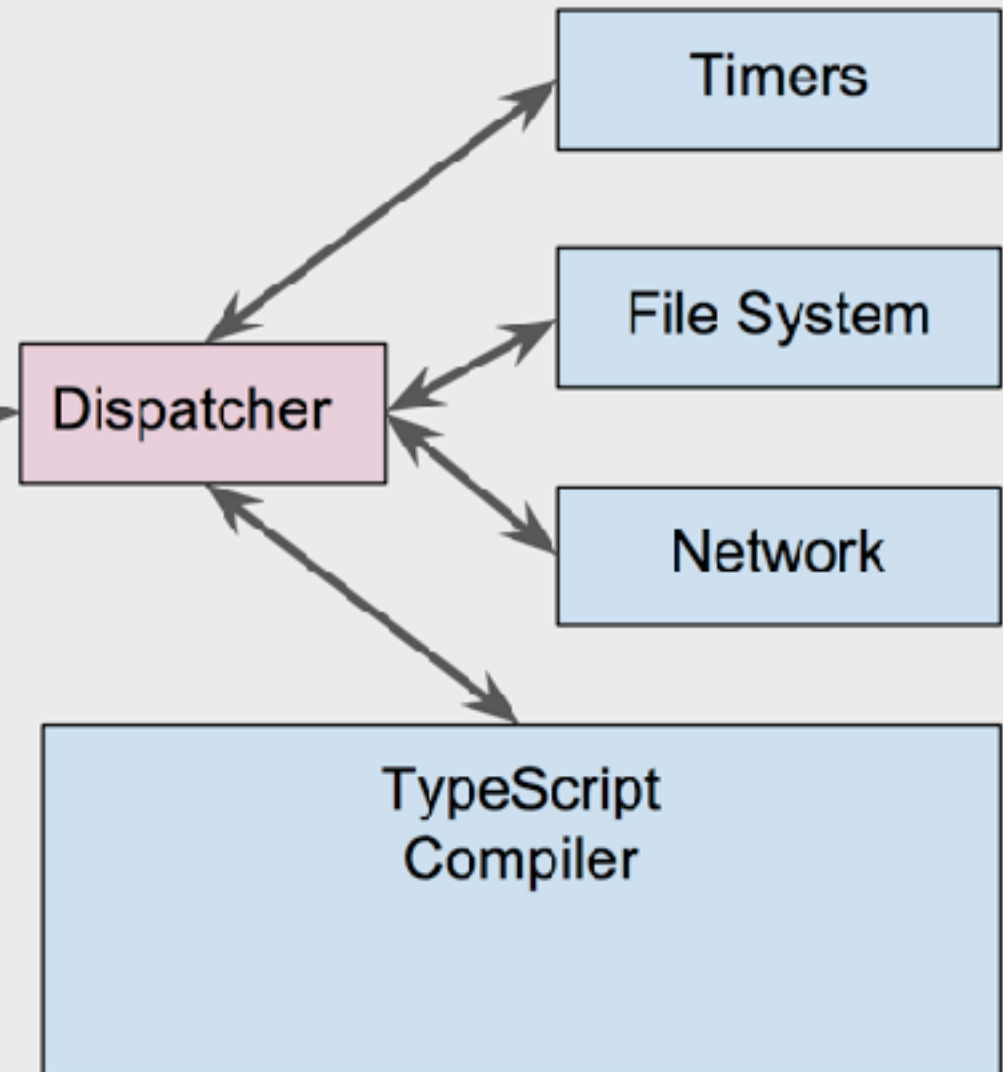 Timers
File System
Dispatcher
Network
TypeScript
Compiler